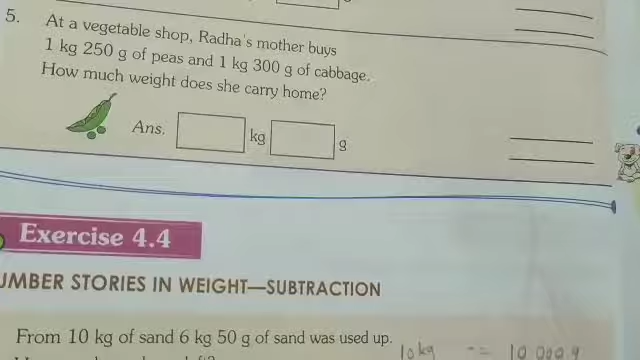 5. At a vegetable shop, Radha's mother buys
1 kg 250 g of peas and 1 kg 300 g of cabbage.
How much weight does she carry home?
Ans. kg g
Exercise 4.4
UMBER STORIES IN WEIGHT—SUBTRACTION
From 10 kg of sand 6 kg 50 g of sand was used up.
10kg = 10 000 g